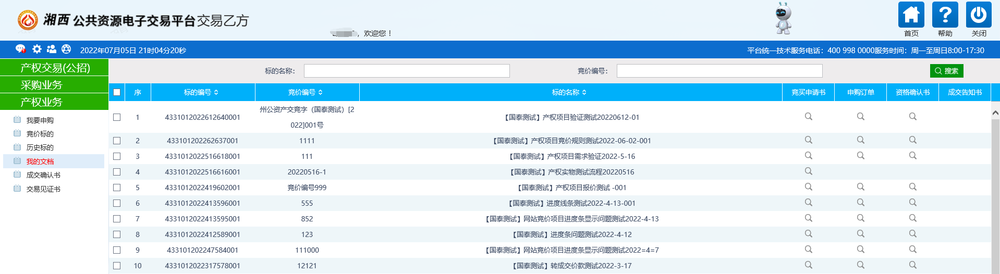 湘西 公共资源电子交易平台交易乙方
，欢迎您！
首页 帮助 关闭
2022年07月05日 21时04分20秒
平台统一技术服务电话：400 998 0000服务时间：周一至周日8:00-17:30
产权交易(公招)
采购业务
产权业务
我要申购
竞价标的
历史标的
我的文档
成交确认书
交易见证书
标的名称： 竞价编号： 搜索
序 标的编号 竞价编号 标的名称 竞买申请书 申购订单 资格确认书 成交告知书
1 4331012022612640001 州公资产交竞字（国泰测试）[2 【国泰测试】产权项目验证测试20220612-01
022]001号
2 433101202262637001 1111 【国泰测试】产权项目竞价规则测试2022-06-02-001
3 4331012022516618001 111 【国泰测试】产权项目需求验证2022-5-16
4 4331012022516616001 20220516-1 【国泰测试】产权实物测试流程20220516
5 4331012022419602001 竞价编号999 【国泰测试】产权项目报价测试 -001
6 4331012022413596001 555 【国泰测试】进度线条测试2022-4-13-001
7 4331012022413595001 852 【国泰测试】网站竞价项目进度条显示问题测试2022-4-13
8 4331012022412589001 123 【国泰测试】进度条问题测试2022-4-12
9 433101202247584001 111000 【国泰测试】网站竞价项目进度条显示问题测试2022=4=7
10 4331012022317578001 12121 【国泰测试】转成交价款测试2022-3-17